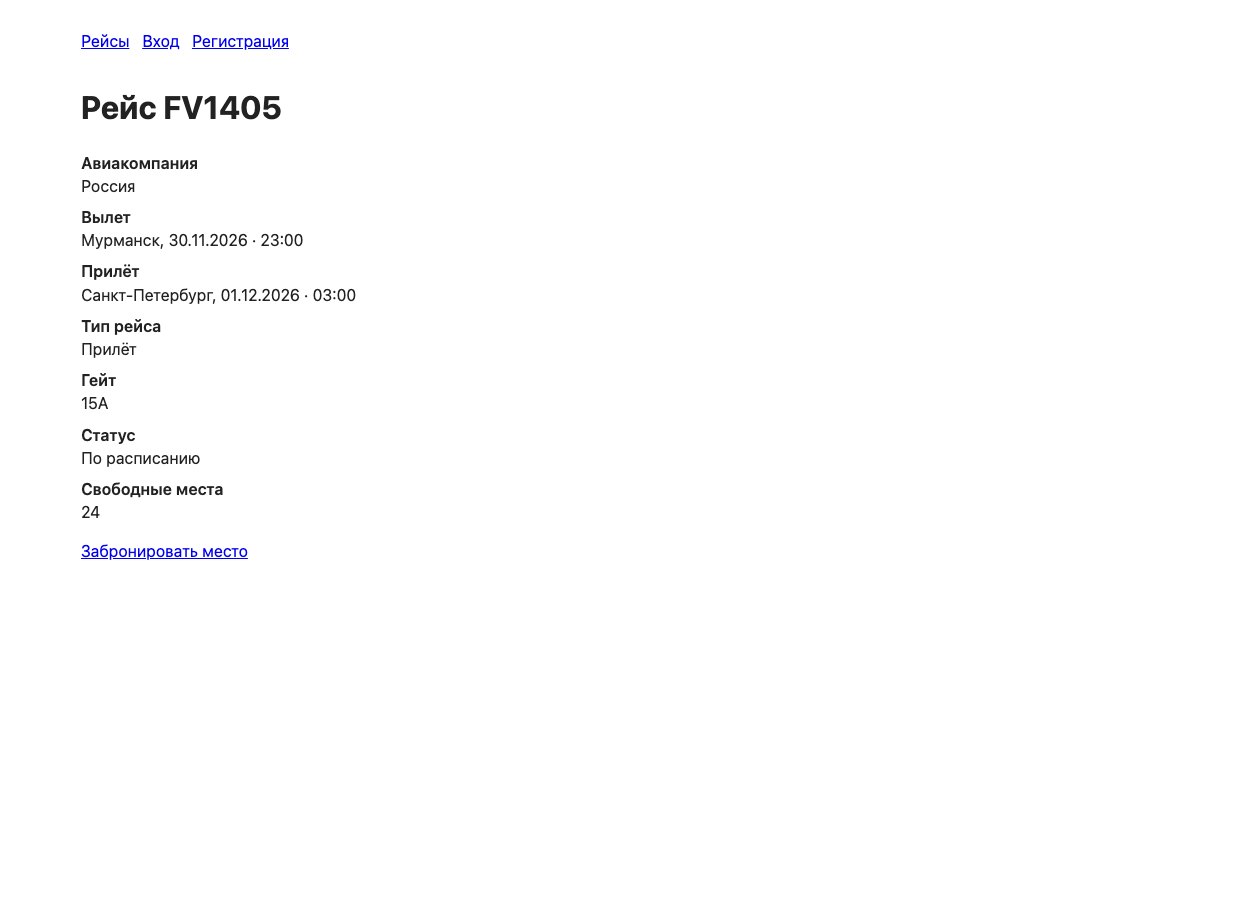 Рейсы Вход Регистрация
Рейс FV1405
Авиакомпания
Россия
Вылет
Мурманск, 30.11.2026 · 23:00
Прилёт
Санкт-Петербург, 01.12.2026 · 03:00
Тип рейса
Прилёт
Гейт
15A
Статус
По расписанию
Свободные места
24
Забронировать место